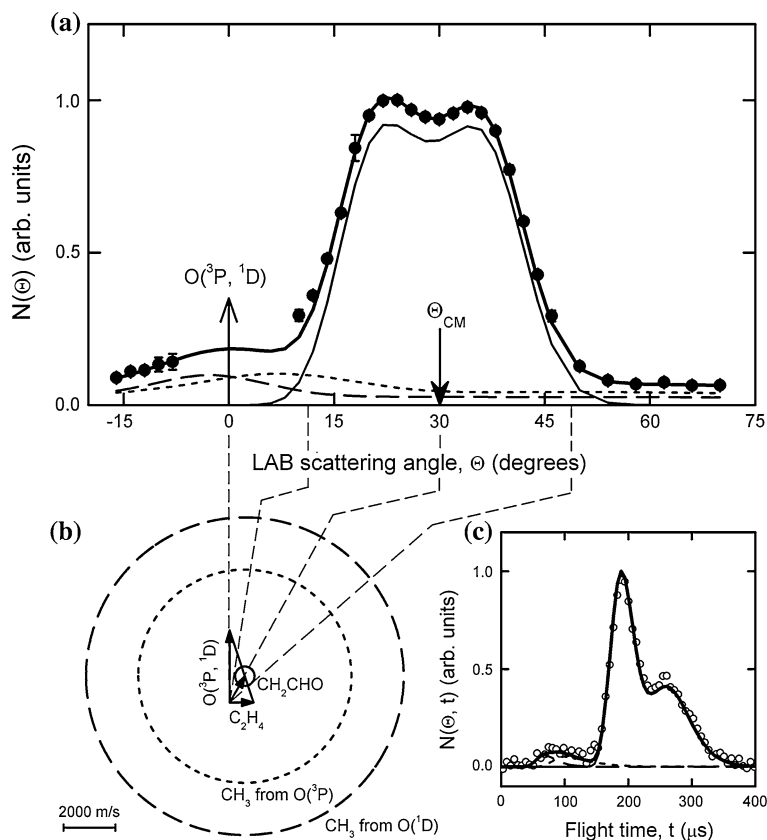 (a)
1.0
0.5
0.0
N(Θ) (arb. units)
O(³P, ¹D)
Θ_CM
-15 0 15 30 45 60 75
LAB scattering angle, Θ (degrees)
(b)
O(³P, ¹D)
CH₂CHO
C₂H₄
CH₃ from O(³P)
CH₃ from O(¹D)
2000 m/s
(c)
1.0
0.5
0.0
N(Θ, t) (arb. units)
0 100 200 300 400
Flight time, t (μs)